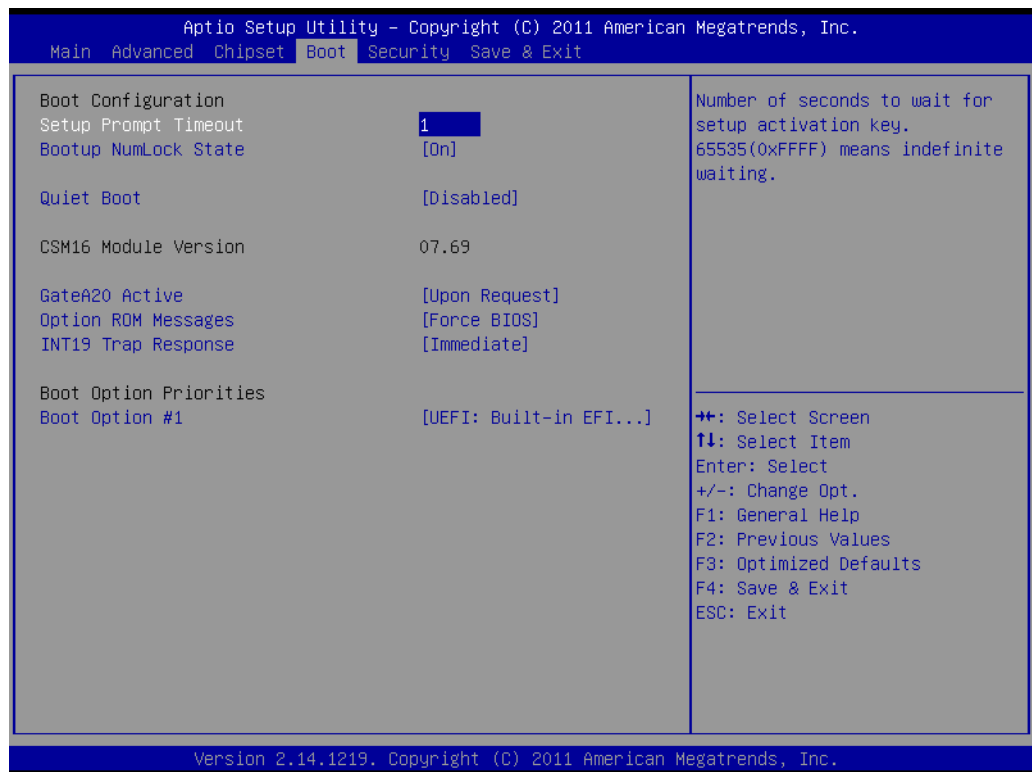 Aptio Setup Utility - Copyright (C) 2011 American Megatrends, Inc.
Main Advanced Chipset Boot Security Save & Exit
Boot Configuration
Setup Prompt Timeout 1
Bootup NumLock State [On]
Quiet Boot [Disabled]
CSM16 Module Version 07.69
GateA20 Active [Upon Request]
Option ROM Messages [Force BIOS]
INT19 Trap Response [Immediate]
Boot Option Priorities
Boot Option #1 [UEFI: Built-in EFI...]
Number of seconds to wait for
setup activation key.
65535(0xFFFF) means indefinite
waiting.
→←: Select Screen
↑↓: Select Item
Enter: Select
+/-: Change Opt.
F1: General Help
F2: Previous Values
F3: Optimized Defaults
F4: Save & Exit
ESC: Exit
Version 2.14.1219. Copyright (C) 2011 American Megatrends, Inc.